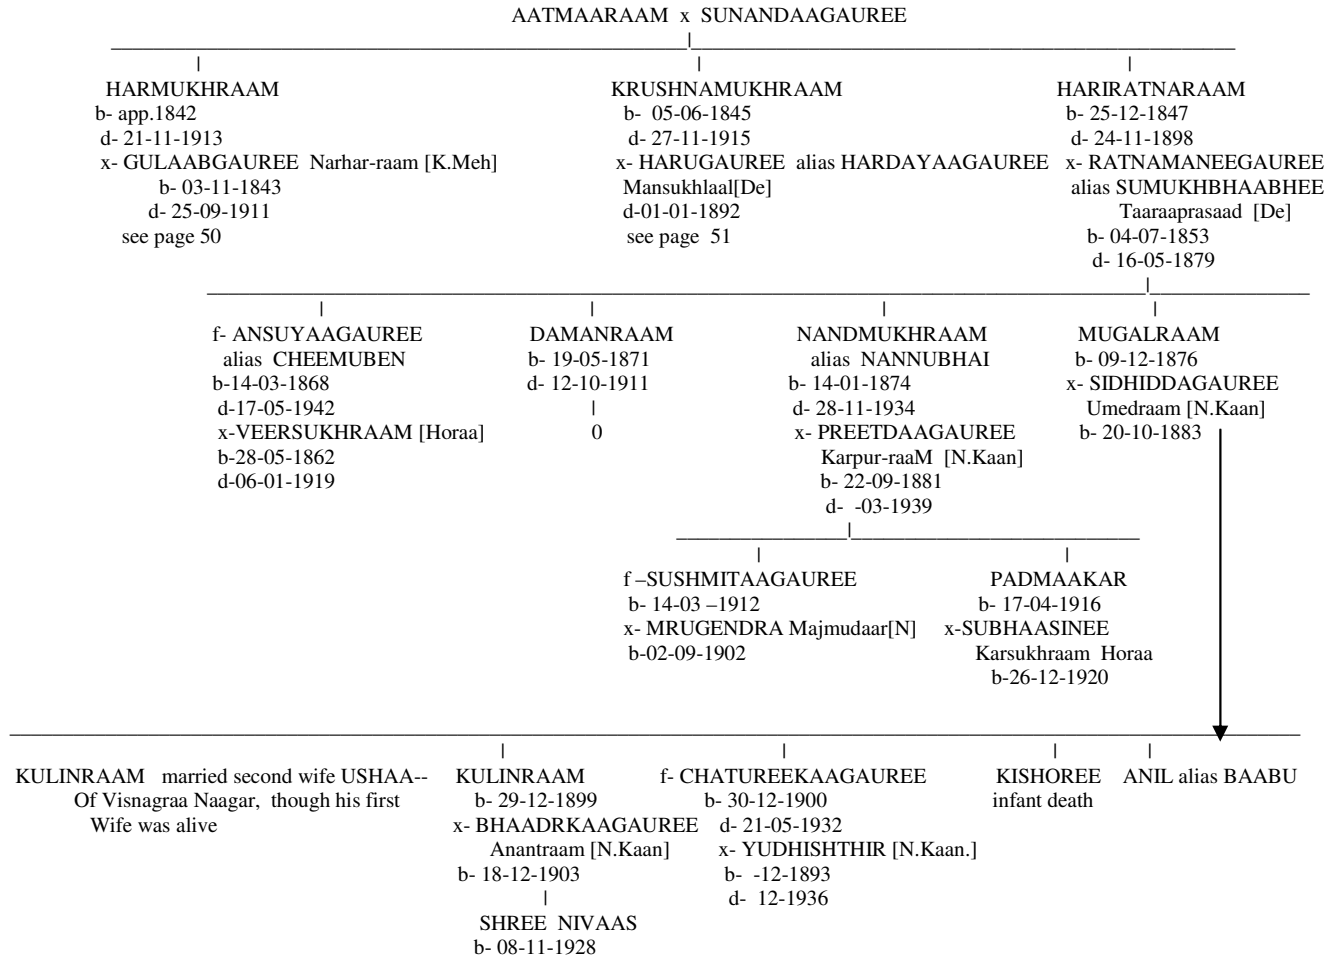 AATMAARAAM x SUNANDAAGAUREE
HARMUKHRAAM
b- app.1842
d- 21-11-1913
x- GULAABGAUREE Narhar-raam [K.Meh]
b- 03-11-1843
d- 25-09-1911
see page 50
KRUSHNAMUKHRAAM
b- 05-06-1845
d- 27-11-1915
x- HARUGAUREE alias HARDAYAAGAUREE
Mansukhlaal[De]
d-01-01-1892
see page 51
HARIRATNARAAM
b- 25-12-1847
d- 24-11-1898
x- RATNAMANEEGAUREE
alias SUMUKHBHAABHEE
Taaraaprasaad [De]
b- 04-07-1853
d- 16-05-1879
f- ANSUYAAGAUREE
alias CHEEMUBEN
b-14-03-1868
d-17-05-1942
x-VEERSUKHRAAM [Horaa]
b-28-05-1862
d-06-01-1919
DAMANRAAM
b- 19-05-1871
d- 12-10-1911
0
NANDMUKHRAAM
alias NANNUBHAI
b- 14-01-1874
d- 28-11-1934
x- PREETDAAGAUREE
Karpur-raaM [N.Kaan]
b- 22-09-1881
d- -03-1939
MUGALRAAM
b- 09-12-1876
x- SIDHIDDAGAUREE
Umedraam [N.Kaan]
b- 20-10-1883
f –SUSHMITAAGAUREE
b- 14-03 –1912
x- MRUGENDRA Majmudaar[N]
b-02-09-1902
PADMAAKAR
b- 17-04-1916
x-SUBHAASINEE
Karsukhraam Horaa
b-26-12-1920
KULINRAAM married second wife USHAA--
Of Visnagraa Naagar, though his first
Wife was alive
KULINRAAM
b- 29-12-1899
x- BHAADRKAAGAUREE
Anantraam [N.Kaan]
b- 18-12-1903
SHREE NIVAAS
b- 08-11-1928
f- CHATUREEKAAGAUREE
b- 30-12-1900
d- 21-05-1932
x- YUDHISHTHIR [N.Kaan.]
b- -12-1893
d- 12-1936
KISHOREE
infant death
ANIL alias BAABU